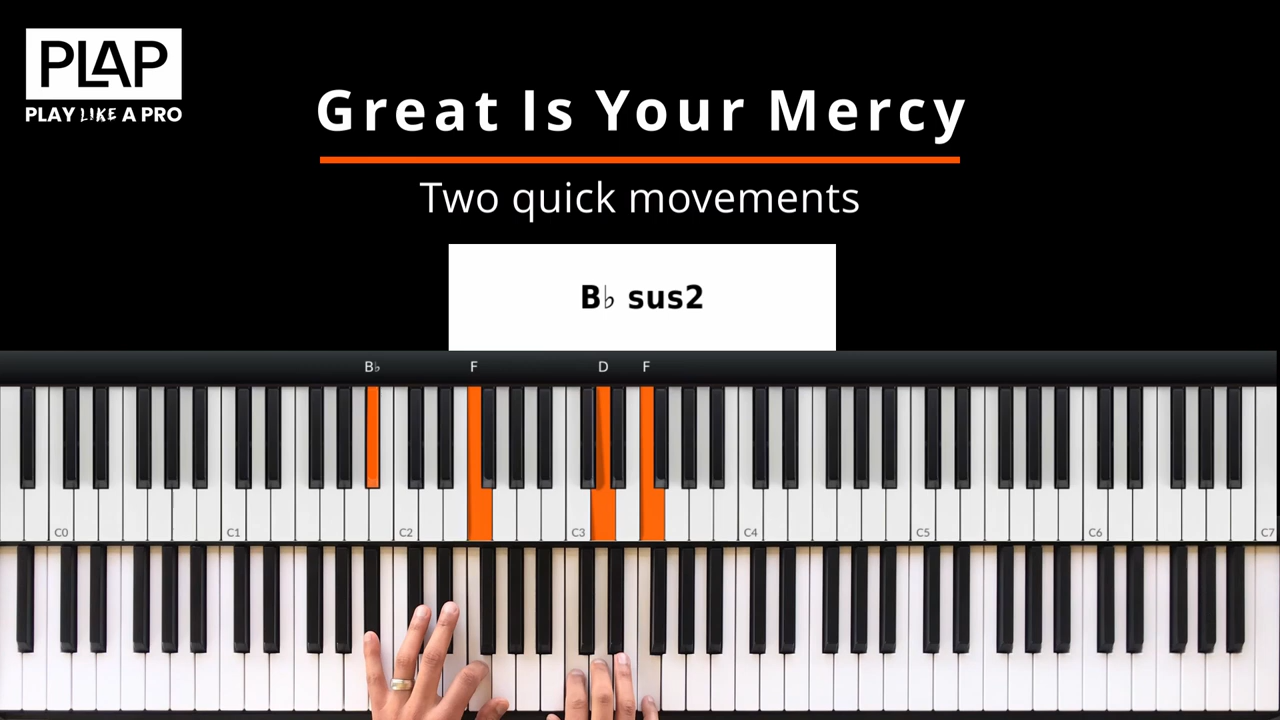 PLAP
PLAY LIKE A PRO
Great Is Your Mercy
Two quick movements
B♭ sus2
B♭ F D F
C0 C1 C2 C3 C4 C5 C6 C7